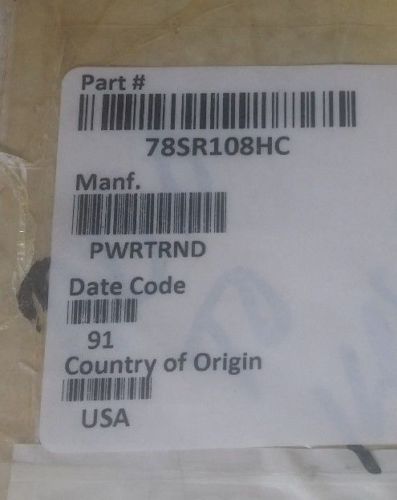 Part #
78SR108HC
Manf.
PWRTRND
Date Code
91
Country of Origin
USA